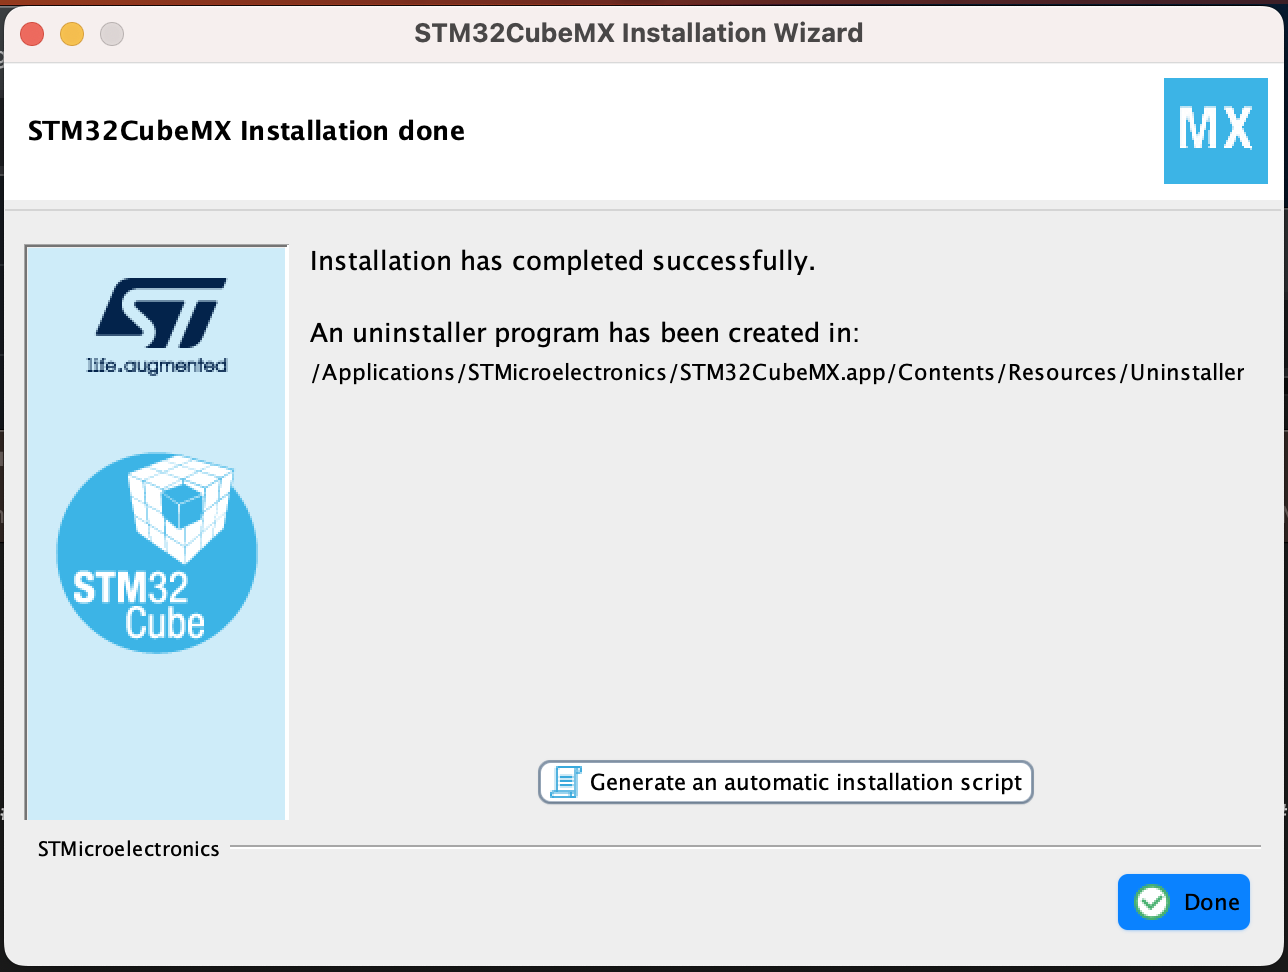 STM32CubeMX Installation Wizard
STM32CubeMX Installation done
MX
Installation has completed successfully.
An uninstaller program has been created in:
/Applications/STMicroelectronics/STM32CubeMX.app/Contents/Resources/Uninstaller
ST
life.augmented
STM32
Cube
Generate an automatic installation script
STMicroelectronics
Done